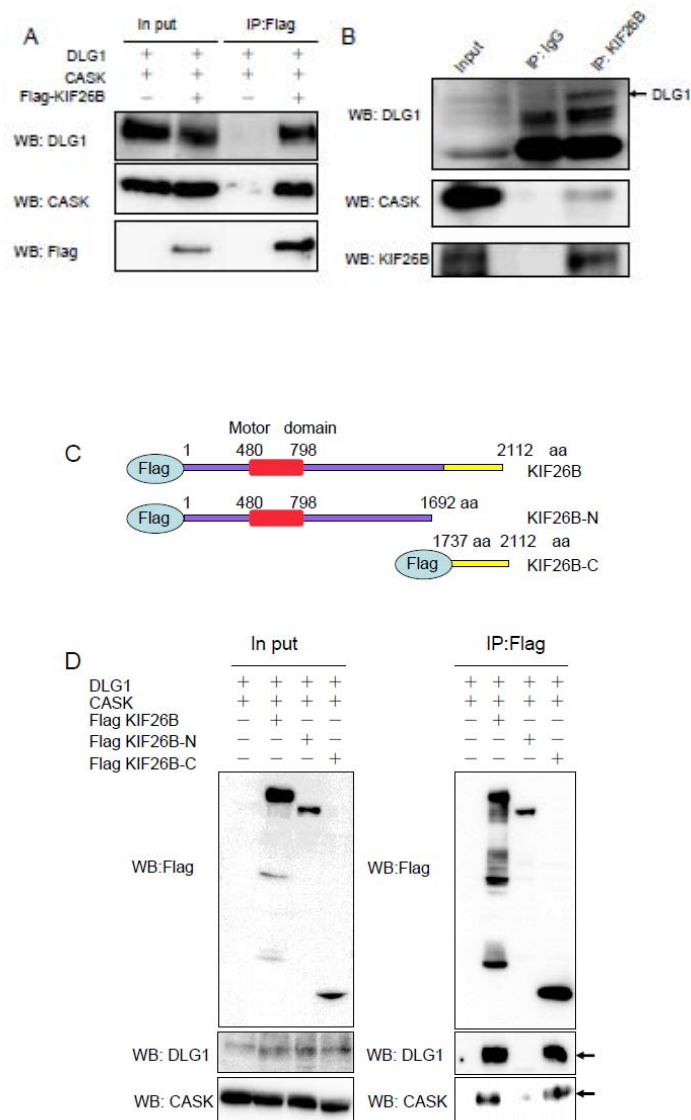 A
In put IP:Flag
DLG1 + + + +
CASK + + + +
Flag-KIF26B − + − +
WB: DLG1
WB: CASK
WB: Flag
B
Input IP: IgG IP: KIF26B
WB: DLG1 DLG1
WB: CASK
WB: KIF26B
C
Motor domain
1 480 798 2112 aa
Flag KIF26B
1 480 798 1692 aa
Flag KIF26B-N
1737 aa 2112 aa
Flag KIF26B-C
D
In put IP:Flag
DLG1 + + + + + + + +
CASK + + + + + + + +
Flag KIF26B − + − − − + − −
Flag KIF26B-N − − + − − − + −
Flag KIF26B-C − − − + − − − +
WB:Flag WB:Flag
WB: DLG1 WB: DLG1
WB: CASK WB: CASK